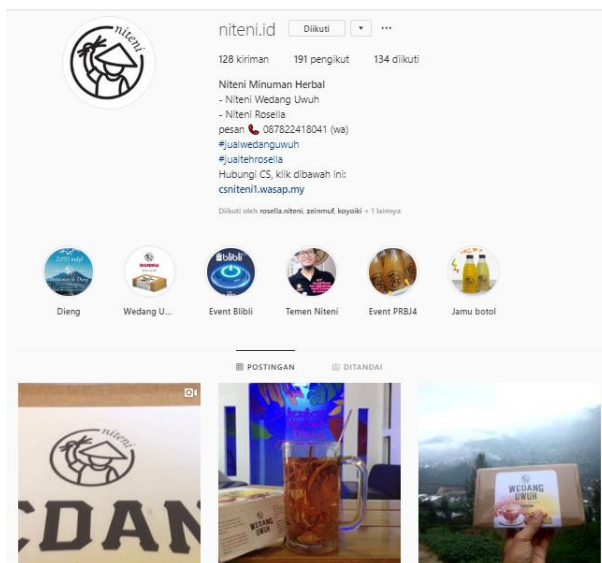 niteni
niteni.id Diikuti
128 kiriman 191 pengikut 134 diikuti
Niteni Minuman Herbal
- Niteni Wedang Uwuh
- Niteni Rosella
pesan 📞 087822418041 (wa)
#jualwedanguwuh
#jualtehrosella
Hubungi CS, klik dibawah ini:
csniteni1.wasap.my
Diikuti oleh rosella.niteni, zeinmuf, koyoiki + 1 lainnya
blibli
Dieng Wedang U... Event Blibli Temen Niteni Event PRBJ4 Jamu botol
POSTINGAN DITANDAI
niteni
EDAN
WEDANG
UWUH
WEDANG
UWUH